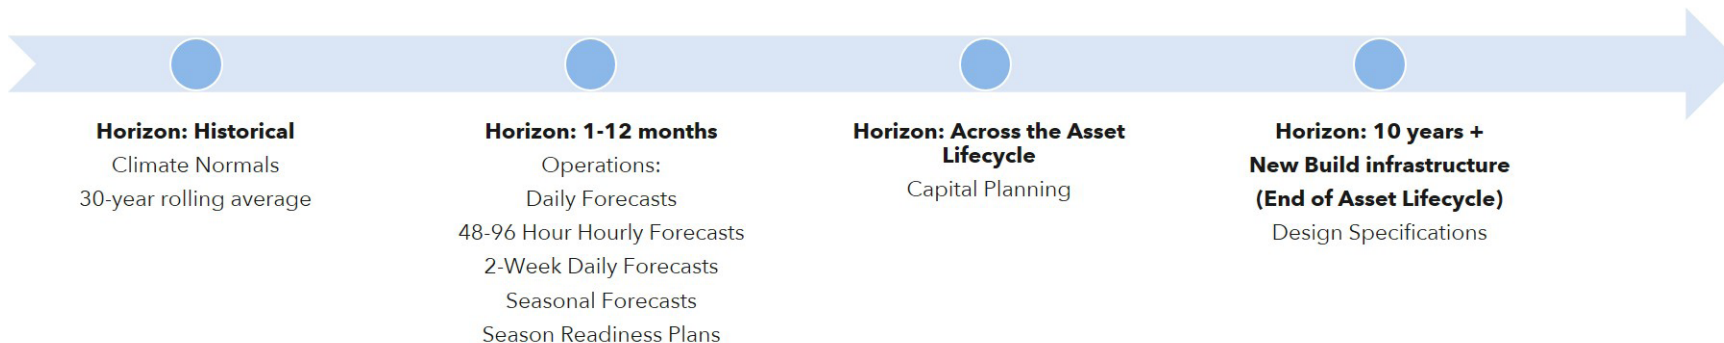 Horizon: Historical
Climate Normals
30-year rolling average
Horizon: 1-12 months
Operations:
Daily Forecasts
48-96 Hour Hourly Forecasts
2-Week Daily Forecasts
Seasonal Forecasts
Season Readiness Plans
Horizon: Across the Asset
Lifecycle
Capital Planning
Horizon: 10 years +
New Build infrastructure
(End of Asset Lifecycle)
Design Specifications